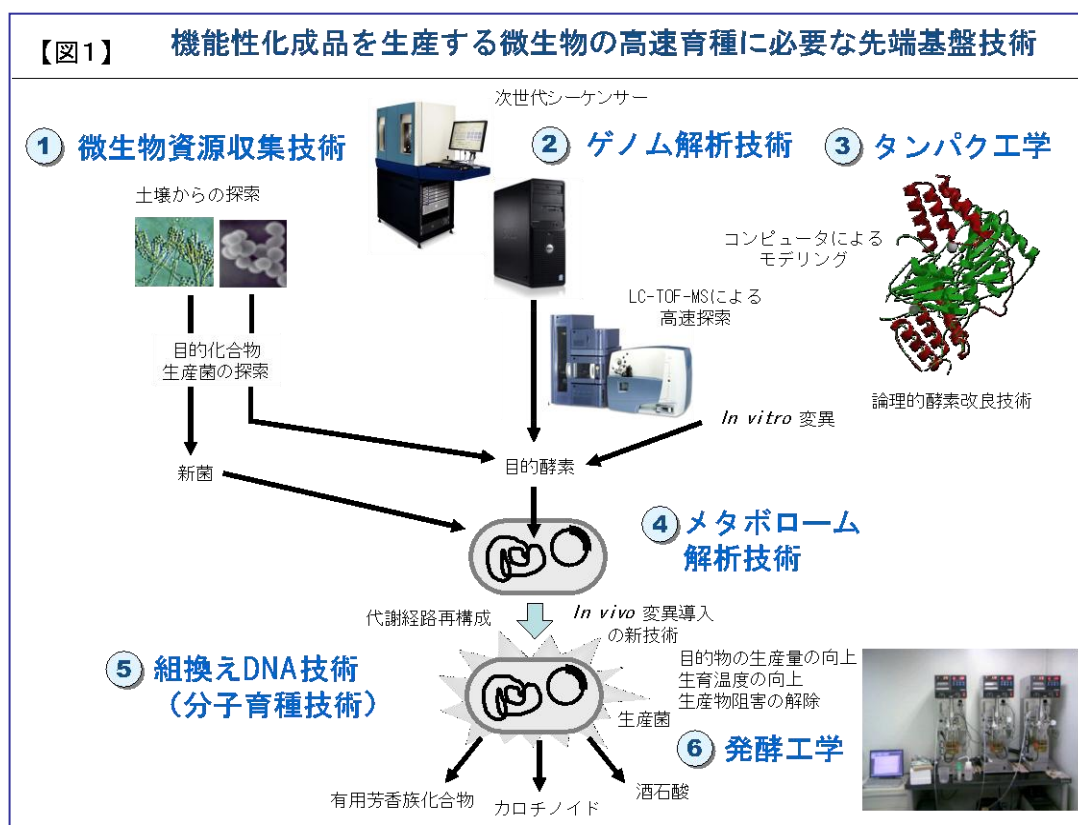 【図1】
機能性化成品を生産する微生物の高速育種に必要な先端基盤技術
次世代シーケンサー
1 微生物資源収集技術
2 ゲノム解析技術
3 タンパク工学
土壌からの探索
コンピュータによる
モデリング
LC-TOF-MSによる
高速探索
目的化合物
生産菌の探索
論理的酵素改良技術
In vitro 変異
目的酵素
新菌
4 メタボローム
解析技術
代謝経路再構成
In vivo 変異導入
の新技術
5 組換えDNA技術
(分子育種技術)
目的物の生産量の向上
生育温度の向上
生産物阻害の解除
生産菌
6 発酵工学
有用芳香族化合物
カロチノイド
酒石酸